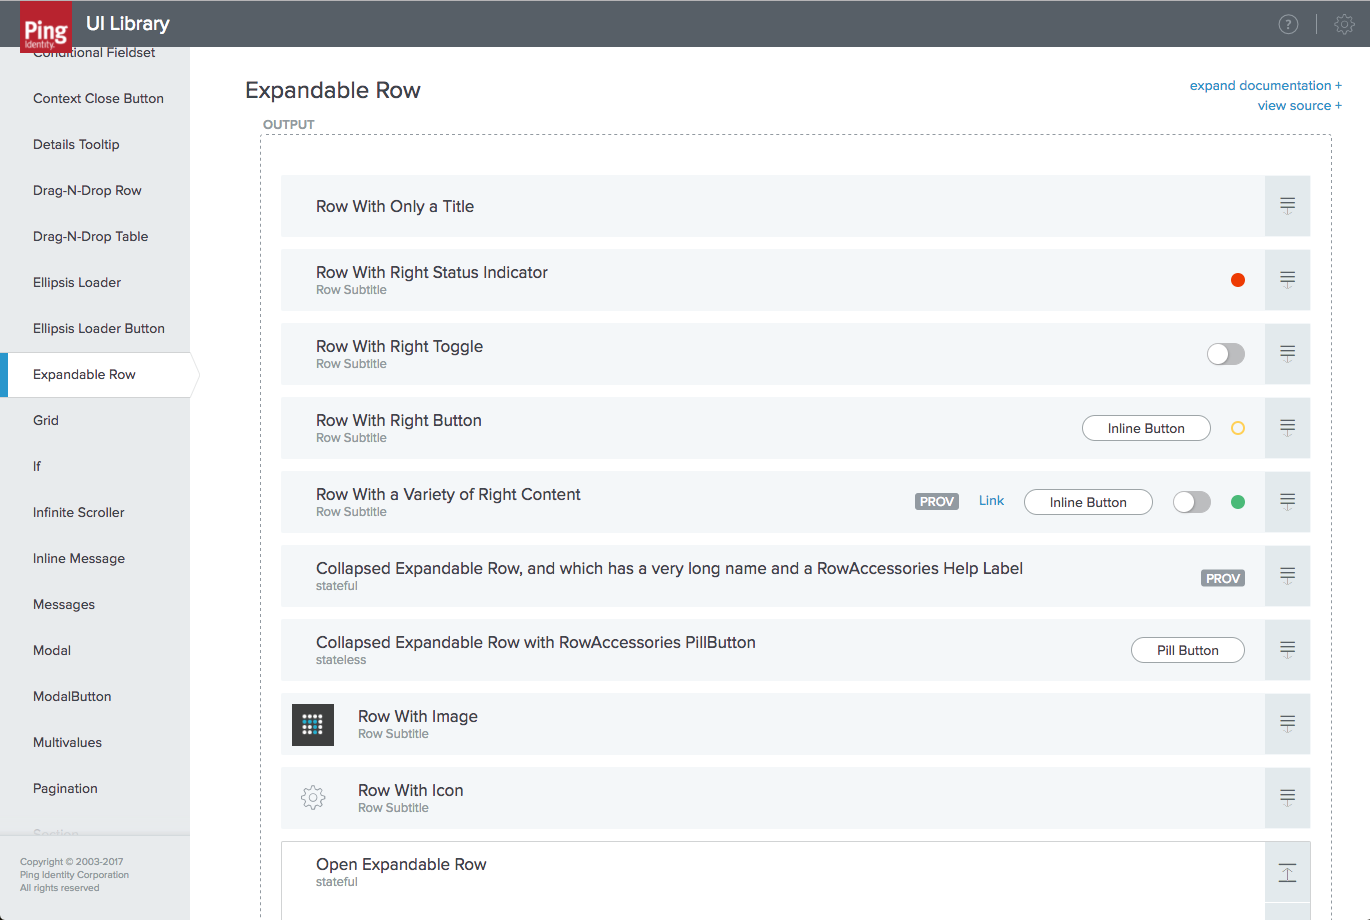 Ping
Identity.
UI Library
?
Conditional Fieldset
Context Close Button
Details Tooltip
Drag-N-Drop Row
Drag-N-Drop Table
Ellipsis Loader
Ellipsis Loader Button
Expandable Row
Grid
If
Infinite Scroller
Inline Message
Messages
Modal
ModalButton
Multivalues
Pagination
Section
Copyright © 2003-2017
Ping Identity Corporation
All rights reserved
Expandable Row
expand documentation +
view source +
OUTPUT
Row With Only a Title
Row With Right Status Indicator
Row Subtitle
Row With Right Toggle
Row Subtitle
Row With Right Button
Row Subtitle
Inline Button
Row With a Variety of Right Content
Row Subtitle
PROV Link Inline Button
Collapsed Expandable Row, and which has a very long name and a RowAccessories Help Label
stateful
PROV
Collapsed Expandable Row with RowAccessories PillButton
stateless
Pill Button
Row With Image
Row Subtitle
Row With Icon
Row Subtitle
Open Expandable Row
stateful